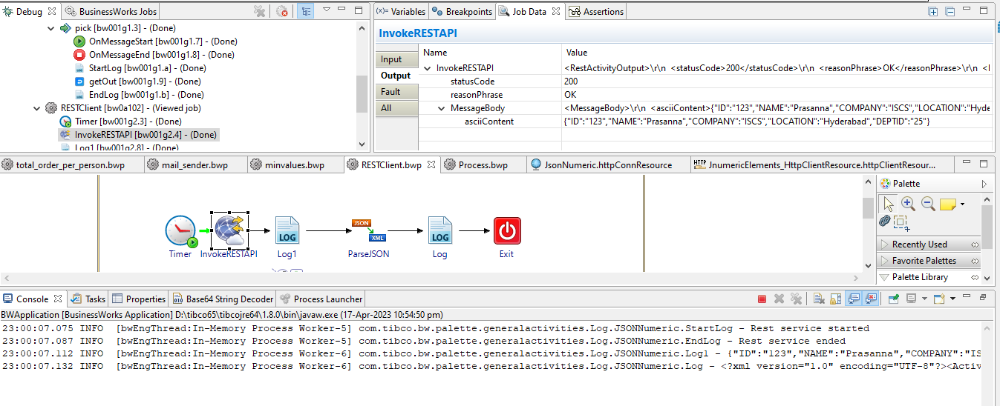 Debug BusinessWorks Jobs
pick [bw001g1.3] - (Done)
OnMessageStart [bw001g1.7] - (Done)
OnMessageEnd [bw001g1.8] - (Done)
StartLog [bw001g1.a] - (Done)
getOut [bw001g1.9] - (Done)
EndLog [bw001g1.b] - (Done)
RESTClient [bw0a102] - (Viewed job)
Timer [bw001g2.3] - (Done)
InvokeRESTAPI [bw001g2.4] - (Done)
Log1 [bw001g2.8] - (Done)
(x)= Variables Breakpoints Job Data Assertions
InvokeRESTAPI
Input
Output
Fault
All
Name Value
InvokeRESTAPI <RestActivityOutput>\r\n <statusCode>200</statusCode>\r\n <reasonPhrase>OK</reasonPhrase>\r\n
statusCode 200
reasonPhrase OK
MessageBody <MessageBody>\r\n <asciiContent>{"ID":"123","NAME":"Prasanna","COMPANY":"ISCS","LOCATION":"Hyde
asciiContent {"ID":"123","NAME":"Prasanna","COMPANY":"ISCS","LOCATION":"Hyderabad","DEPTID":"25"}
total_order_per_person.bwp mail_sender.bwp minvalues.bwp RESTClient.bwp Process.bwp JsonNumeric.httpConnResource HTTP JnumericElements_HttpClientResource.httpClientResour...
LOG JSON XML LOG
Timer InvokeRESTAPI Log1 ParseJSON Log Exit
Palette
Recently Used
Favorite Palettes
Palette Library
Console Tasks Properties 010 Base64 String Decoder Process Launcher
BWApplication [BusinessWorks Application] D:\tibco65\tibcojre64\1.8.0\bin\javaw.exe (17-Apr-2023 10:54:50 pm)
23:00:07.075 INFO [bwEngThread:In-Memory Process Worker-5] com.tibco.bw.palette.generalactivities.Log.JSONNumeric.StartLog - Rest service started
23:00:07.087 INFO [bwEngThread:In-Memory Process Worker-5] com.tibco.bw.palette.generalactivities.Log.JSONNumeric.EndLog - Rest service ended
23:00:07.112 INFO [bwEngThread:In-Memory Process Worker-6] com.tibco.bw.palette.generalactivities.Log.JSONNumeric.Log1 - {"ID":"123","NAME":"Prasanna","COMPANY":"IS
23:00:07.132 INFO [bwEngThread:In-Memory Process Worker-6] com.tibco.bw.palette.generalactivities.Log.JSONNumeric.Log - <?xml version="1.0" encoding="UTF-8"?><Activ